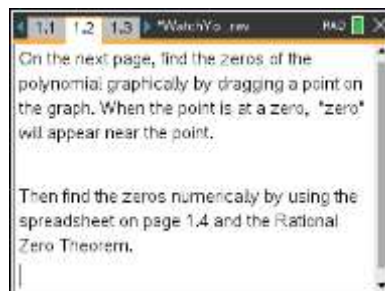 1.1 1.2 1.3 *WatchYo...rev RAD
On the next page, find the zeros of the
polynomial graphically by dragging a point on
the graph. When the point is at a zero, "zero"
will appear near the point.
Then find the zeros numerically by using the
spreadsheet on page 1.4 and the Rational
Zero Theorem.